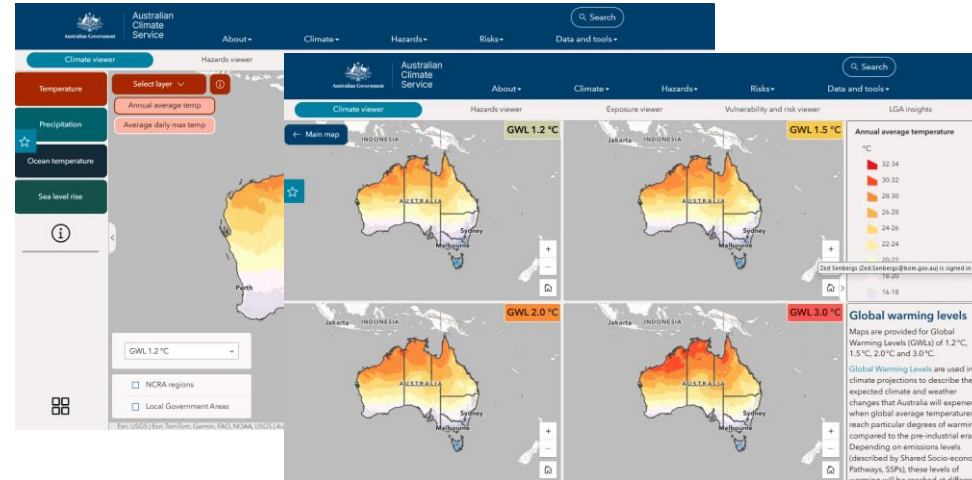 Australian
Climate
Service
Australian Government
Search
About
Climate
Hazards
Risks
Data and tools
Climate viewer
Hazards viewer
Temperature
Select layer
Annual average temp
Precipitation
Average daily max temp
Ocean temperature
Sea level rise
Perth
GWL 1.2 °C
NCRA regions
Local Government Areas
Esri, USGS | Esri, TomTom, Garmin, FAO, NOAA, USGS |
Australian
Climate
Service
Australian Government
Search
About
Climate
Hazards
Risks
Data and tools
Climate viewer
Hazards viewer
Exposure viewer
Vulnerability and risk viewer
LGA insights
← Main map
GWL 1.2 °C
INDONESIA
AUSTRALIA
Sydney
Melbourne
+
−
GWL 1.5 °C
Jakarta
INDONESIA
AUSTRALIA
Sydney
Melbourne
+
−
Annual average temperature
°C
32-34
30-32
28-30
26-28
24-26
22-24
20-22
Zed Senbergs (Zed.Senbergs@bom.gov.au) is signed in
18-20
16-18
GWL 2.0 °C
Jakarta
INDONESIA
AUSTRALIA
Sydney
Melbourne
+
−
GWL 3.0 °C
Jakarta
INDONESIA
AUSTRALIA
Sydney
Melbourne
+
−
Global warming levels
Maps are provided for Global
Warming Levels (GWLs) of 1.2°C,
1.5°C, 2.0°C and 3.0°C.
Global Warming Levels are used in
climate projections to describe the
expected climate and weather
changes that Australia will experien
when global average temperatures
reach particular degrees of warmin
compared to the pre-industrial era.
Depending on emissions levels
(described by Shared Socio-econo
Pathways, SSPs), these levels of
warming will be reached at differe